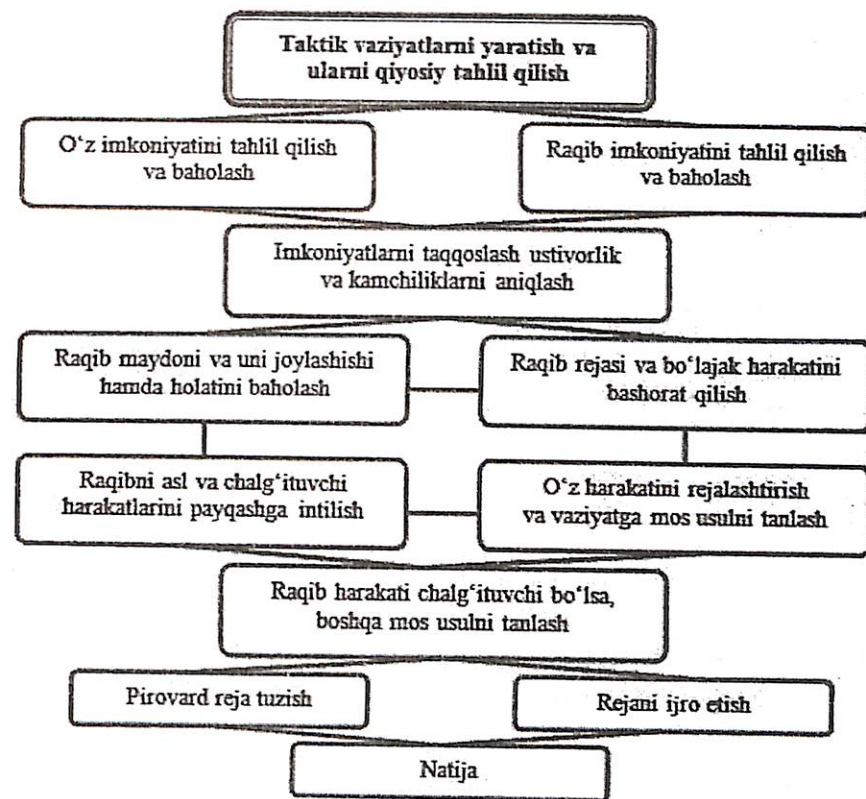 Taktik vaziyatlarni yaratish va
ularni qiyosiy tahlil qilish
O‘z imkoniyatini tahlil qilish
va baholash
Raqib imkoniyatini tahlil qilish
va baholash
Imkoniyatlarni taqqoslash ustivorlik
va kamchiliklarni aniqlash
Raqib maydoni va uni joylashishi
hamda holatini baholash
Raqib rejasi va bo‘lajak harakatini
bashorat qilish
Raqibni asl va chalg‘ituvchi
harakatlarini payqashga intilish
O‘z harakatini rejalashtirish
va vaziyatga mos usulni tanlash
Raqib harakati chalg‘ituvchi bo‘lsa,
boshqa mos usulni tanlash
Pirovard reja tuzish
Rejani ijro etish
Natija